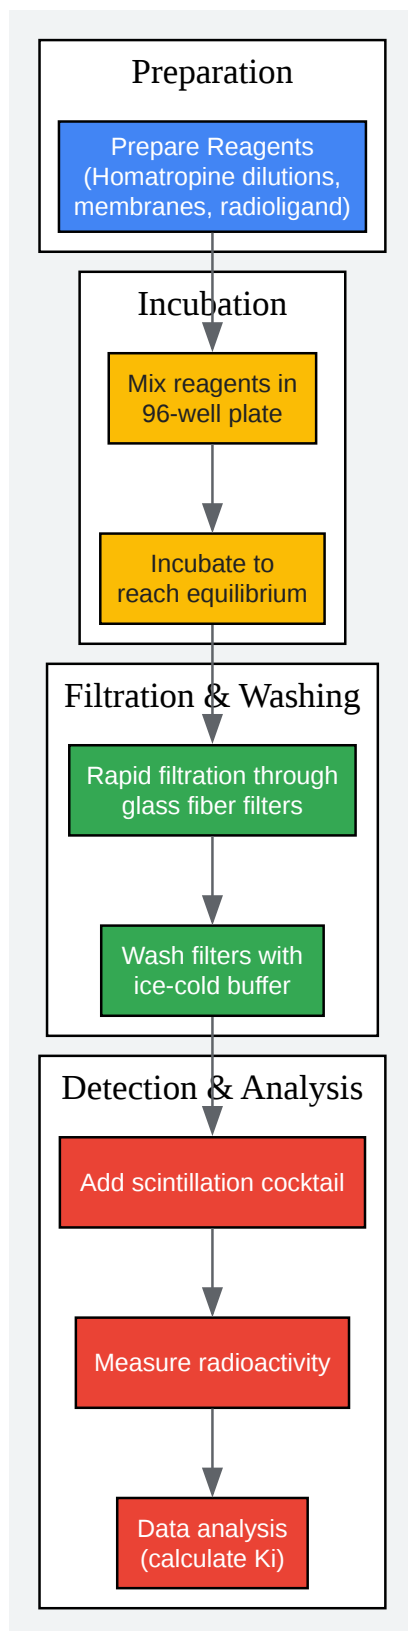 Preparation
Prepare Reagents
(Homatropine dilutions,
membranes, radioligand)
Incubation
Mix reagents in
96-well plate
Incubate to
reach equilibrium
Filtration & Washing
Rapid filtration through
glass fiber filters
Wash filters with
ice-cold buffer
Detection & Analysis
Add scintillation cocktail
Measure radioactivity
Data analysis
(calculate Ki)